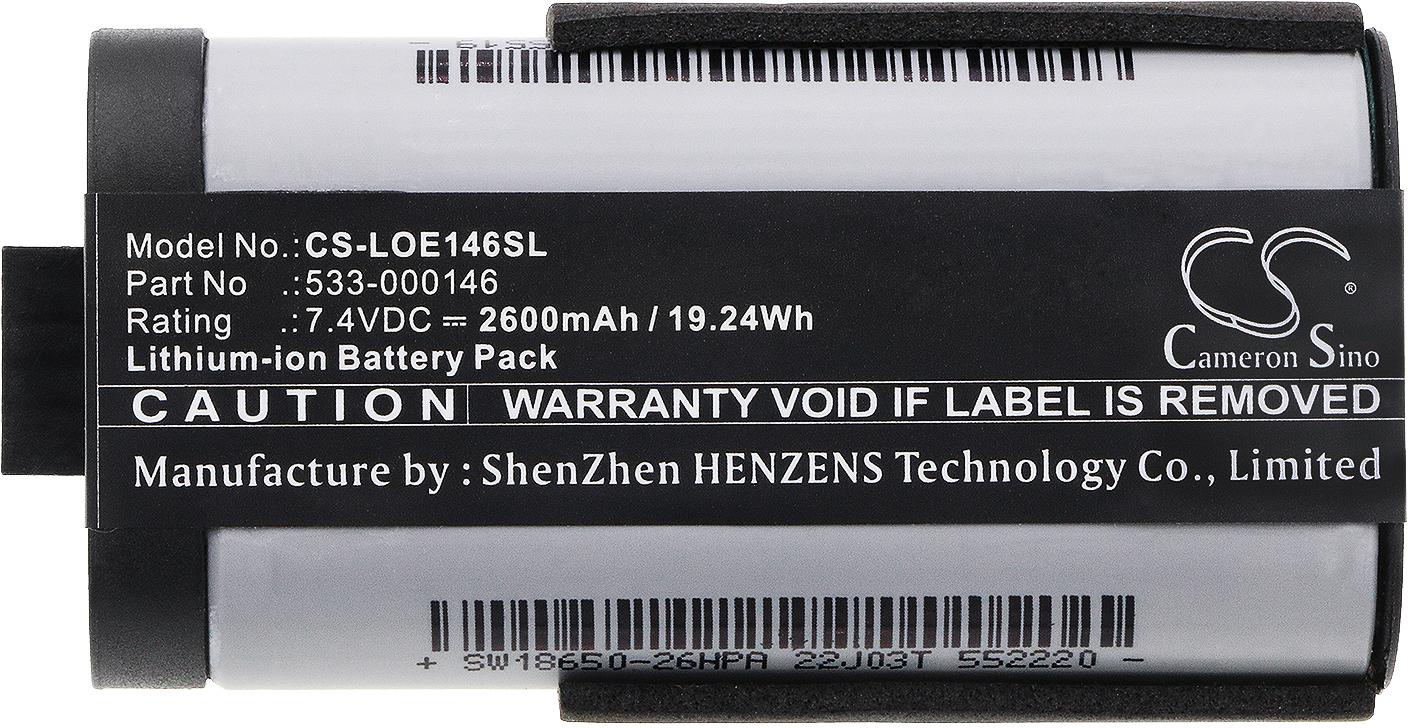 Model No.:CS-LOE146SL
Part No .:533-000146
Rating .:7.4VDC ⎓ 2600mAh / 19.24Wh
Lithium-ion Battery Pack
Cameron Sino ®
CAUTION WARRANTY VOID IF LABEL IS REMOVED
Manufacture by : ShenZhen HENZENS Technology Co., Limited
+ SW18650-26HPA 22J03T 552220 -